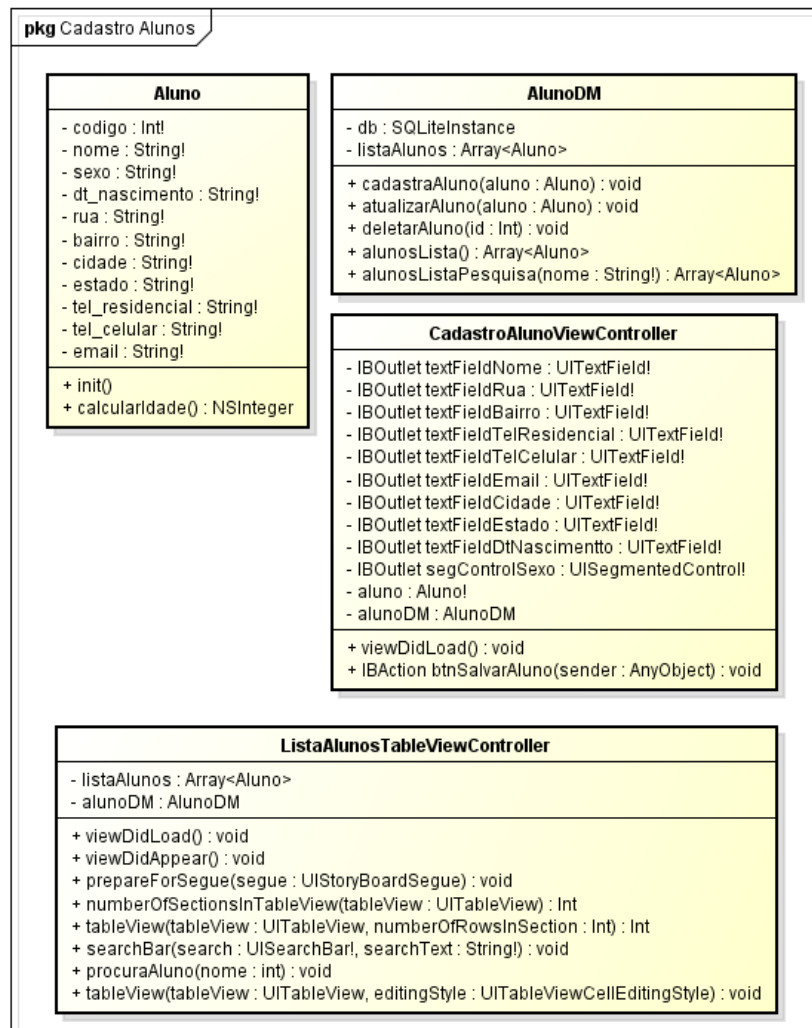 pkg Cadastro Alunos
Aluno
- codigo : Int!
- nome : String!
- sexo : String!
- dt_nascimento : String!
- rua : String!
- bairro : String!
- cidade : String!
- estado : String!
- tel_residencial : String!
- tel_celular : String!
- email : String!
+ init()
+ calcularIdade() : NSInteger
AlunoDM
- db : SQLiteInstance
- listaAlunos : Array<Aluno>
+ cadastraAluno(aluno : Aluno) : void
+ atualizarAluno(aluno : Aluno) : void
+ deletarAluno(id : Int) : void
+ alunosLista() : Array<Aluno>
+ alunosListaPesquisa(nome : String!) : Array<Aluno>
CadastroAlunoViewController
- IBOutlet textFieldNome : UITextField!
- IBOutlet textFieldRua : UITextField!
- IBOutlet textFieldBairro : UITextField!
- IBOutlet textFieldTelResidencial : UITextField!
- IBOutlet textFieldTelCelular : UITextField!
- IBOutlet textFieldEmail : UITextField!
- IBOutlet textFieldCidade : UITextField!
- IBOutlet textFieldEstado : UITextField!
- IBOutlet textFieldDtNascimentto : UITextField!
- IBOutlet segControlSexo : UISegmentedControl!
- aluno : Aluno!
- alunoDM : AlunoDM
+ viewDidLoad() : void
+ IBAction btnSalvarAluno(sender : AnyObject) : void
ListaAlunosTableViewController
- listaAlunos : Array<Aluno>
- alunoDM : AlunoDM
+ viewDidLoad() : void
+ viewDidAppear() : void
+ prepareForSegue(segue : UIStoryBoardSegue) : void
+ numberOfSectionsInTableView(tableView : UITableView) : Int
+ tableView(tableView : UITableView, numberOfRowsInSection : Int) : Int
+ searchBar(search : UISearchBar!, searchText : String!) : void
+ procuraAluno(nome : int) : void
+ tableView(tableView : UITableView, editingStyle : UITableViewCellEditingStyle) : void